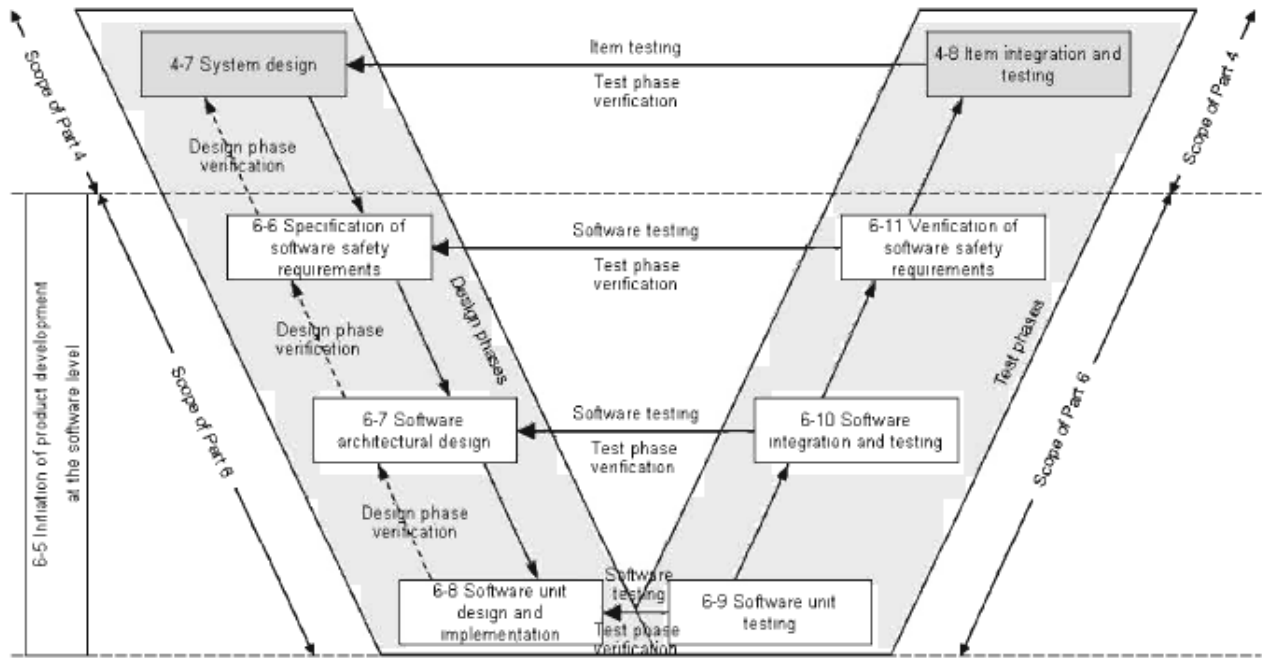 Item testing
4-7 System design
4-8 Item integration and
testing
Test phase
verification
Scope of Part 4
Scope of Part 4
Design phase
verification
6-6 Specification of
software safety
requirements
Software testing
6-11 Verification of
software safety
requirements
Test phase
verification
Design phases
Test phases
Design phase
verification
6-5 Initiation of product development
at the software level
Scope of Part 6
Scope of Part 6
6-7 Software
architectural design
Software testing
6-10 Software
integration and testing
Test phase
verification
Design phase
verification
6-8 Software unit
design and
implementation
Software
testing
6-9 Software unit
testing
Test phase
verification